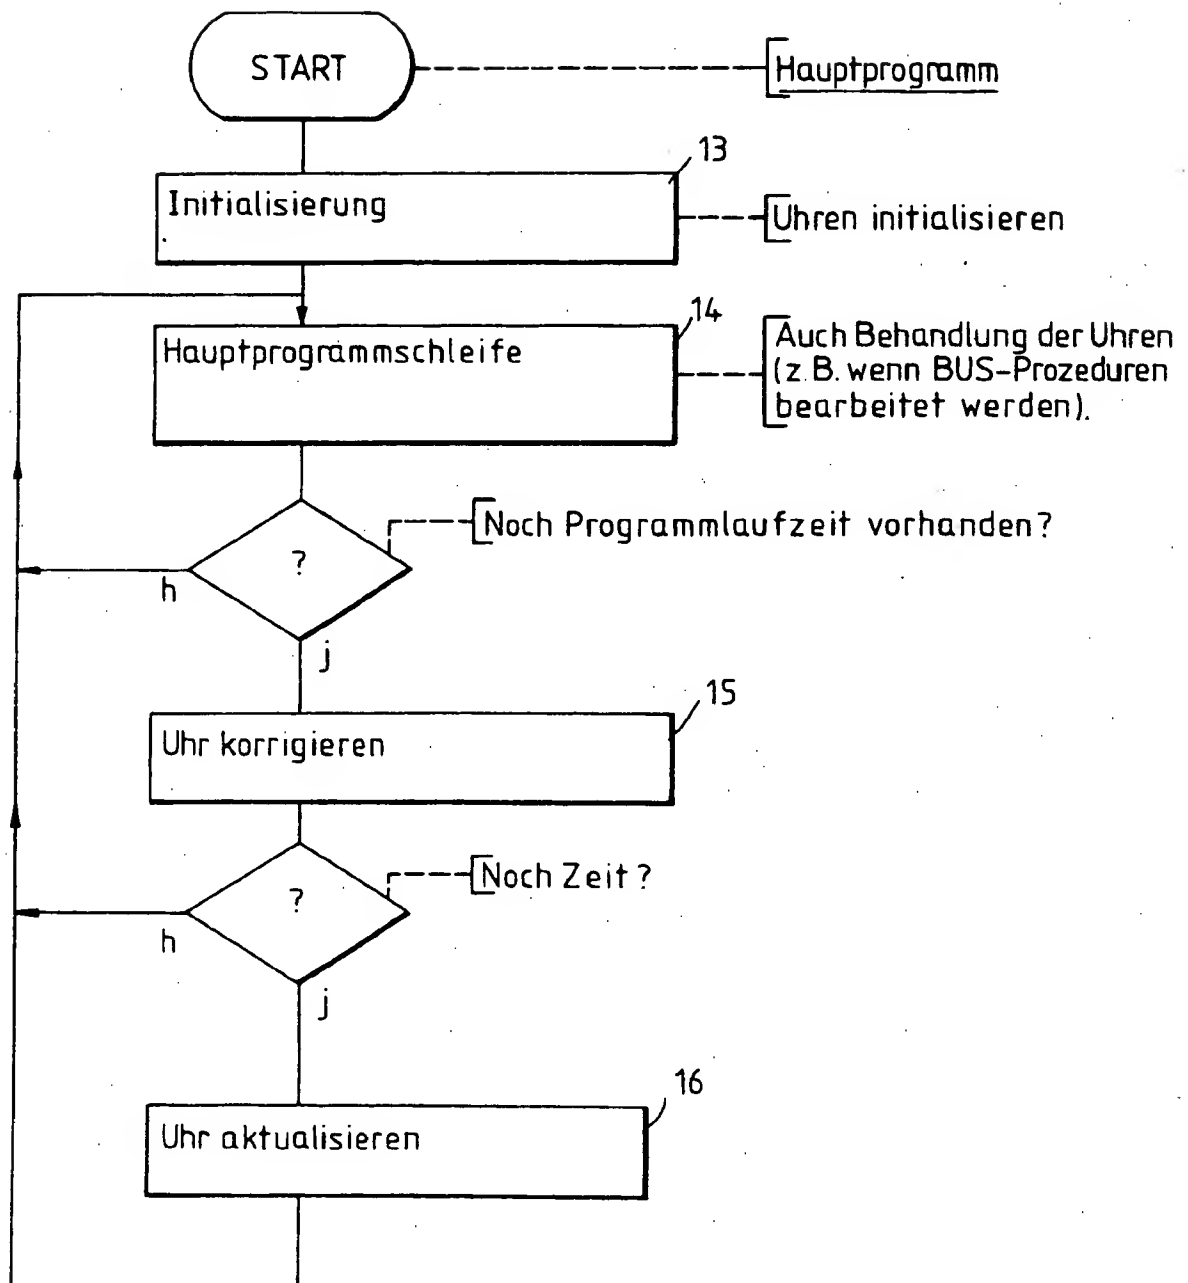 START
Hauptprogramm
13
Initialisierung
Uhren initialisieren
14
Hauptprogrammschleife
Auch Behandlung der Uhren
(z.B. wenn BUS-Prozeduren
bearbeitet werden).
Noch Programmlaufzeit vorhanden?
?
h
j
15
Uhr korrigieren
Noch Zeit?
?
h
j
16
Uhr aktualisieren